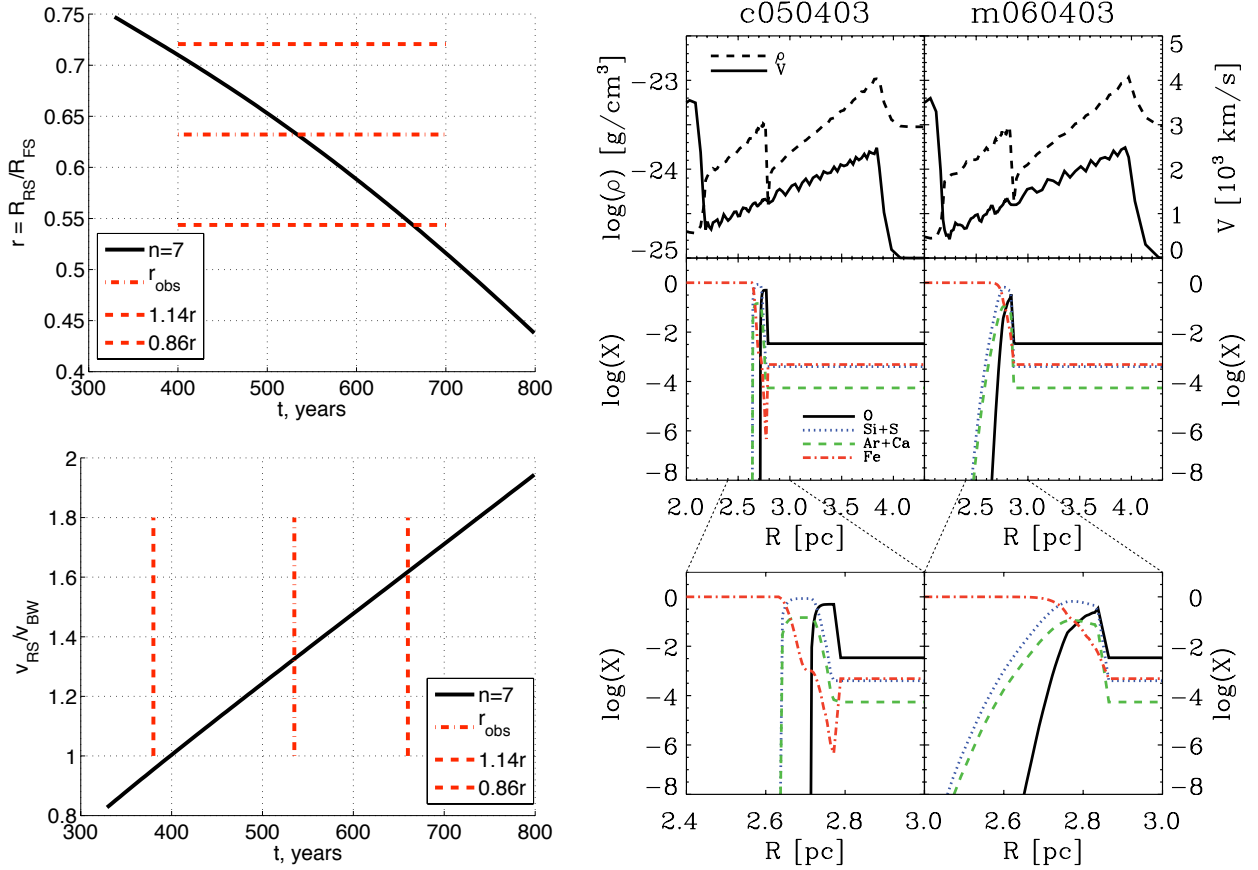 0.75
0.7
0.65
0.6
0.55
0.5
0.45
0.4
r = R_RS/R_FS
n=7
r_obs
1.14r
0.86r
300 400 500 600 700 800
t, years
2
1.8
1.6
1.4
1.2
1
0.8
v_RS/v_BW
n=7
r_obs
1.14r
0.86r
300 400 500 600 700 800
t, years
c050403 m060403
ρ
V
-23
-24
-25
log(ρ) [g/cm³]
5
4
3
2
1
0
V [10³ km/s]
0
-2
-4
-6
-8
log(X)
O
Si+S
Ar+Ca
Fe
0
-2
-4
-6
-8
log(X)
2.0 2.5 3.0 3.5 4.0 2.5 3.0 3.5 4.0
R [pc] R [pc]
0
-2
-4
-6
-8
log(X)
0
-2
-4
-6
-8
log(X)
2.4 2.6 2.8 3.0 2.6 2.8 3.0
R [pc] R [pc]